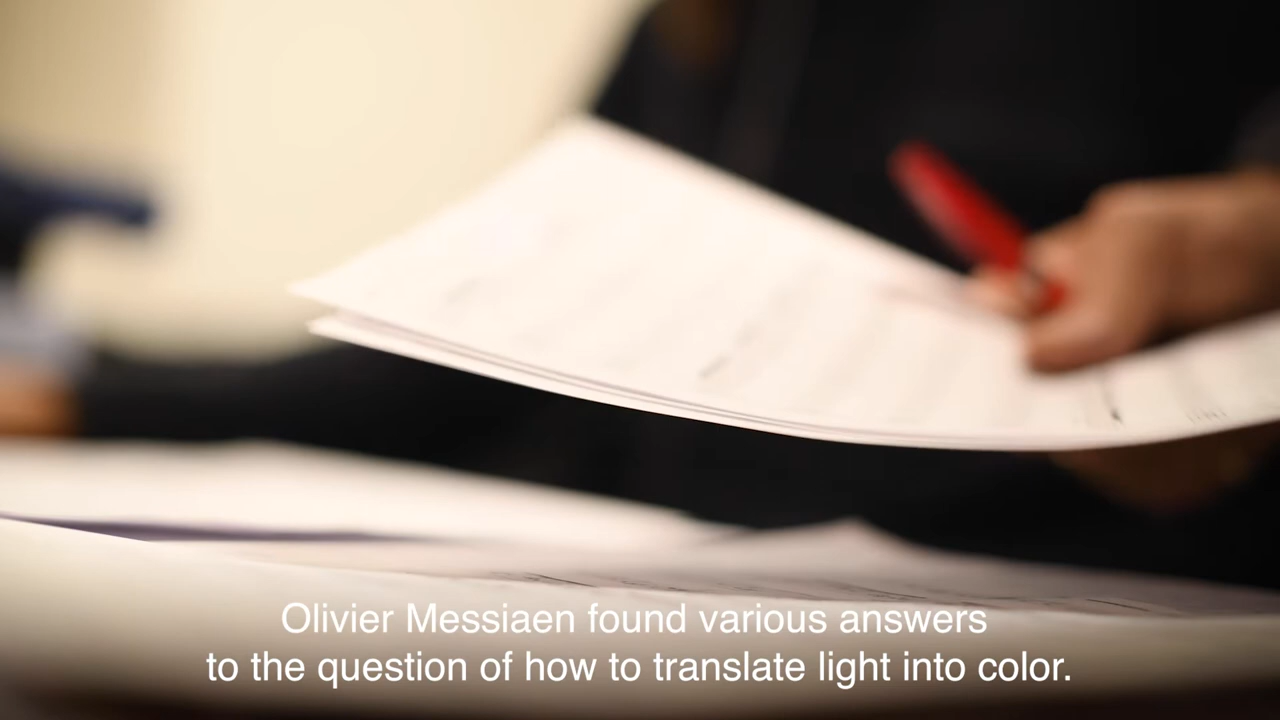 Olivier Messiaen found various answers
to the question of how to translate light into color.